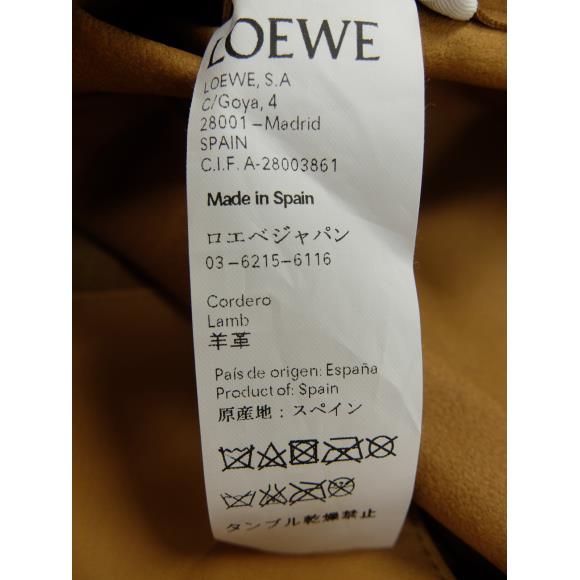 LOEWE
LOEWE, S.A
C/Goya, 4
28001 – Madrid
SPAIN
C.I.F. A-28003861
Made in Spain
ロエベジャパン
03-6215-6116
Cordero
Lamb
羊革
País de origen: España
Product of: Spain
原産地：スペイン
タンブル乾燥禁止